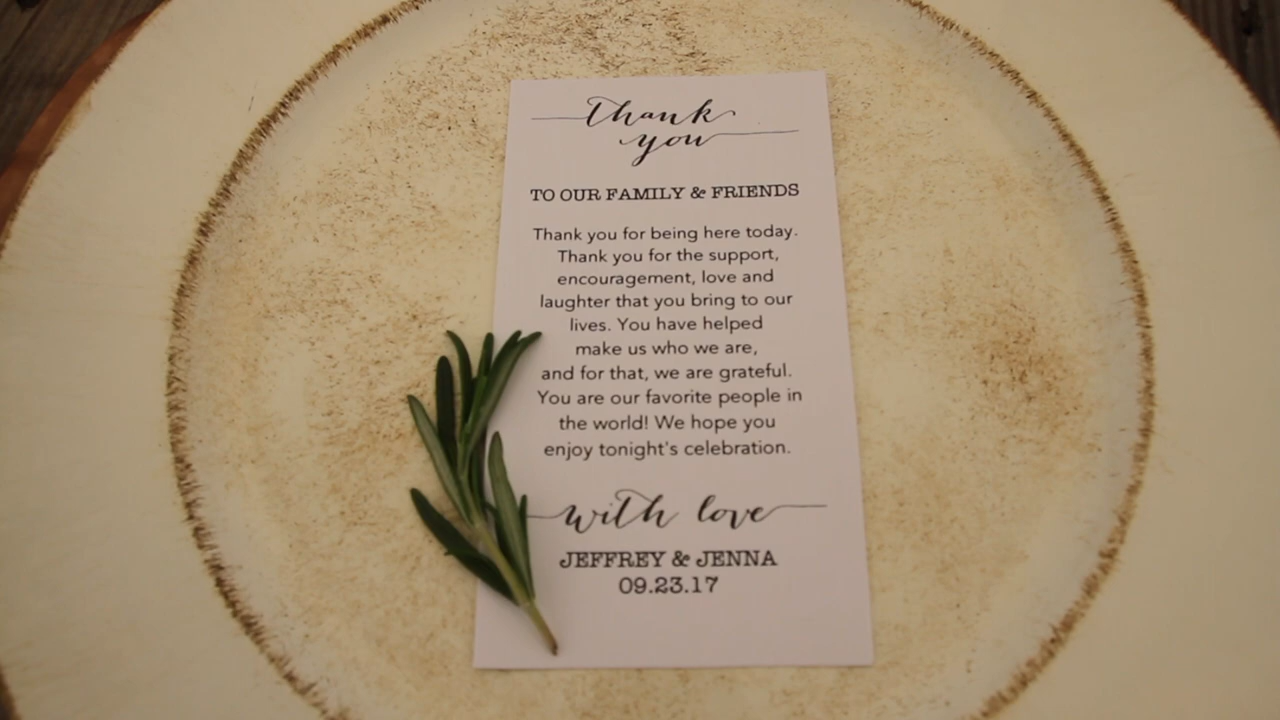 Thank
you
TO OUR FAMILY & FRIENDS
Thank you for being here today.
Thank you for the support,
encouragement, love and
laughter that you bring to our
lives. You have helped
make us who we are,
and for that, we are grateful.
You are our favorite people in
the world! We hope you
enjoy tonight's celebration.
with love
JEFFREY & JENNA
09.23.17